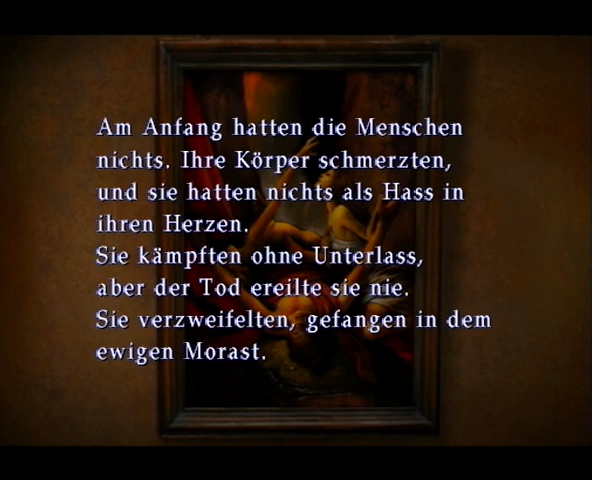 Am Anfang hatten die Menschen
nichts. Ihre Körper schmerzten,
und sie hatten nichts als Hass in
ihren Herzen.
Sie kämpften ohne Unterlass,
aber der Tod ereilte sie nie.
Sie verzweifelten, gefangen in dem
ewigen Morast.